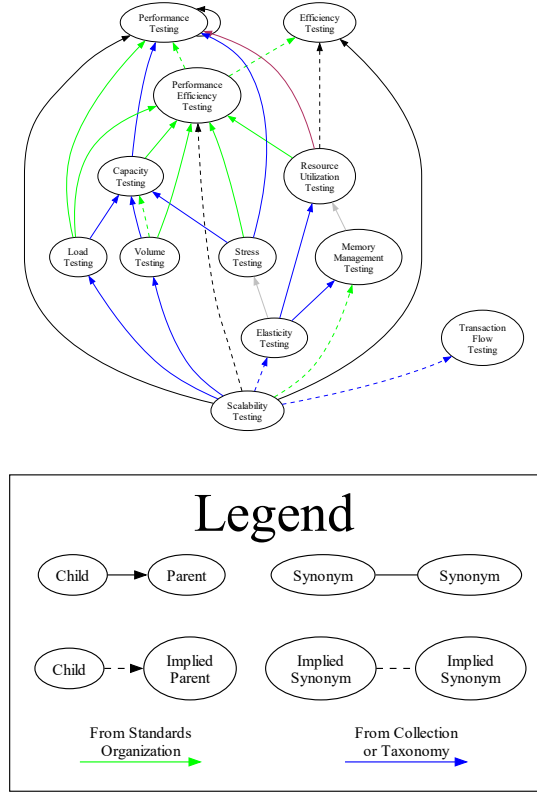 Performance
Testing
Efficiency
Testing
Performance
Efficiency
Testing
Capacity
Testing
Resource
Utilization
Testing
Load
Testing
Volume
Testing
Stress
Testing
Memory
Management
Testing
Elasticity
Testing
Transaction
Flow
Testing
Scalability
Testing
Legend
Child
Parent
Synonym
Synonym
Child
Implied
Parent
Implied
Synonym
Implied
Synonym
From Standards
Organization
From Collection
or Taxonomy